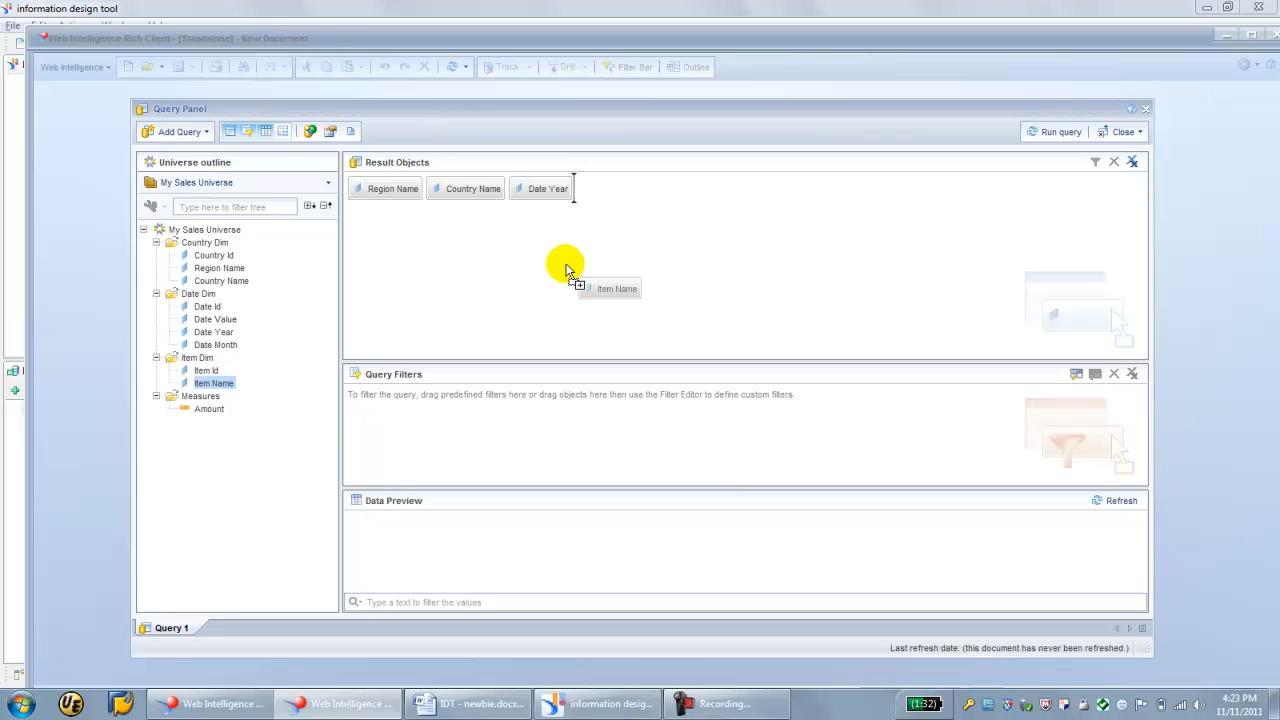 information design tool
File
Web Intelligence Rich Client - [Standalone] - New Document
Web Intelligence
Track
Drill
Filter Bar
Outline
Query Panel
Add Query
Run query
Close
Universe outline
My Sales Universe
Type here to filter tree
My Sales Universe
Country Dim
Country Id
Region Name
Country Name
Date Dim
Date Id
Date Value
Date Year
Date Month
Item Dim
Item Id
Item Name
Measures
Amount
Result Objects
Region Name
Country Name
Date Year
Item Name
Query Filters
To filter the query, drag predefined filters here or drag objects here then use the Filter Editor to define custom filters.
Data Preview
Refresh
Type a text to filter the values
Query 1
Last refresh date: (this document has never been refreshed.)
Web Intelligence ...
Web Intelligence ...
IDT - newbie.docx...
information desig...
Recording...
(1:32)
4:23 PM
11/11/2011